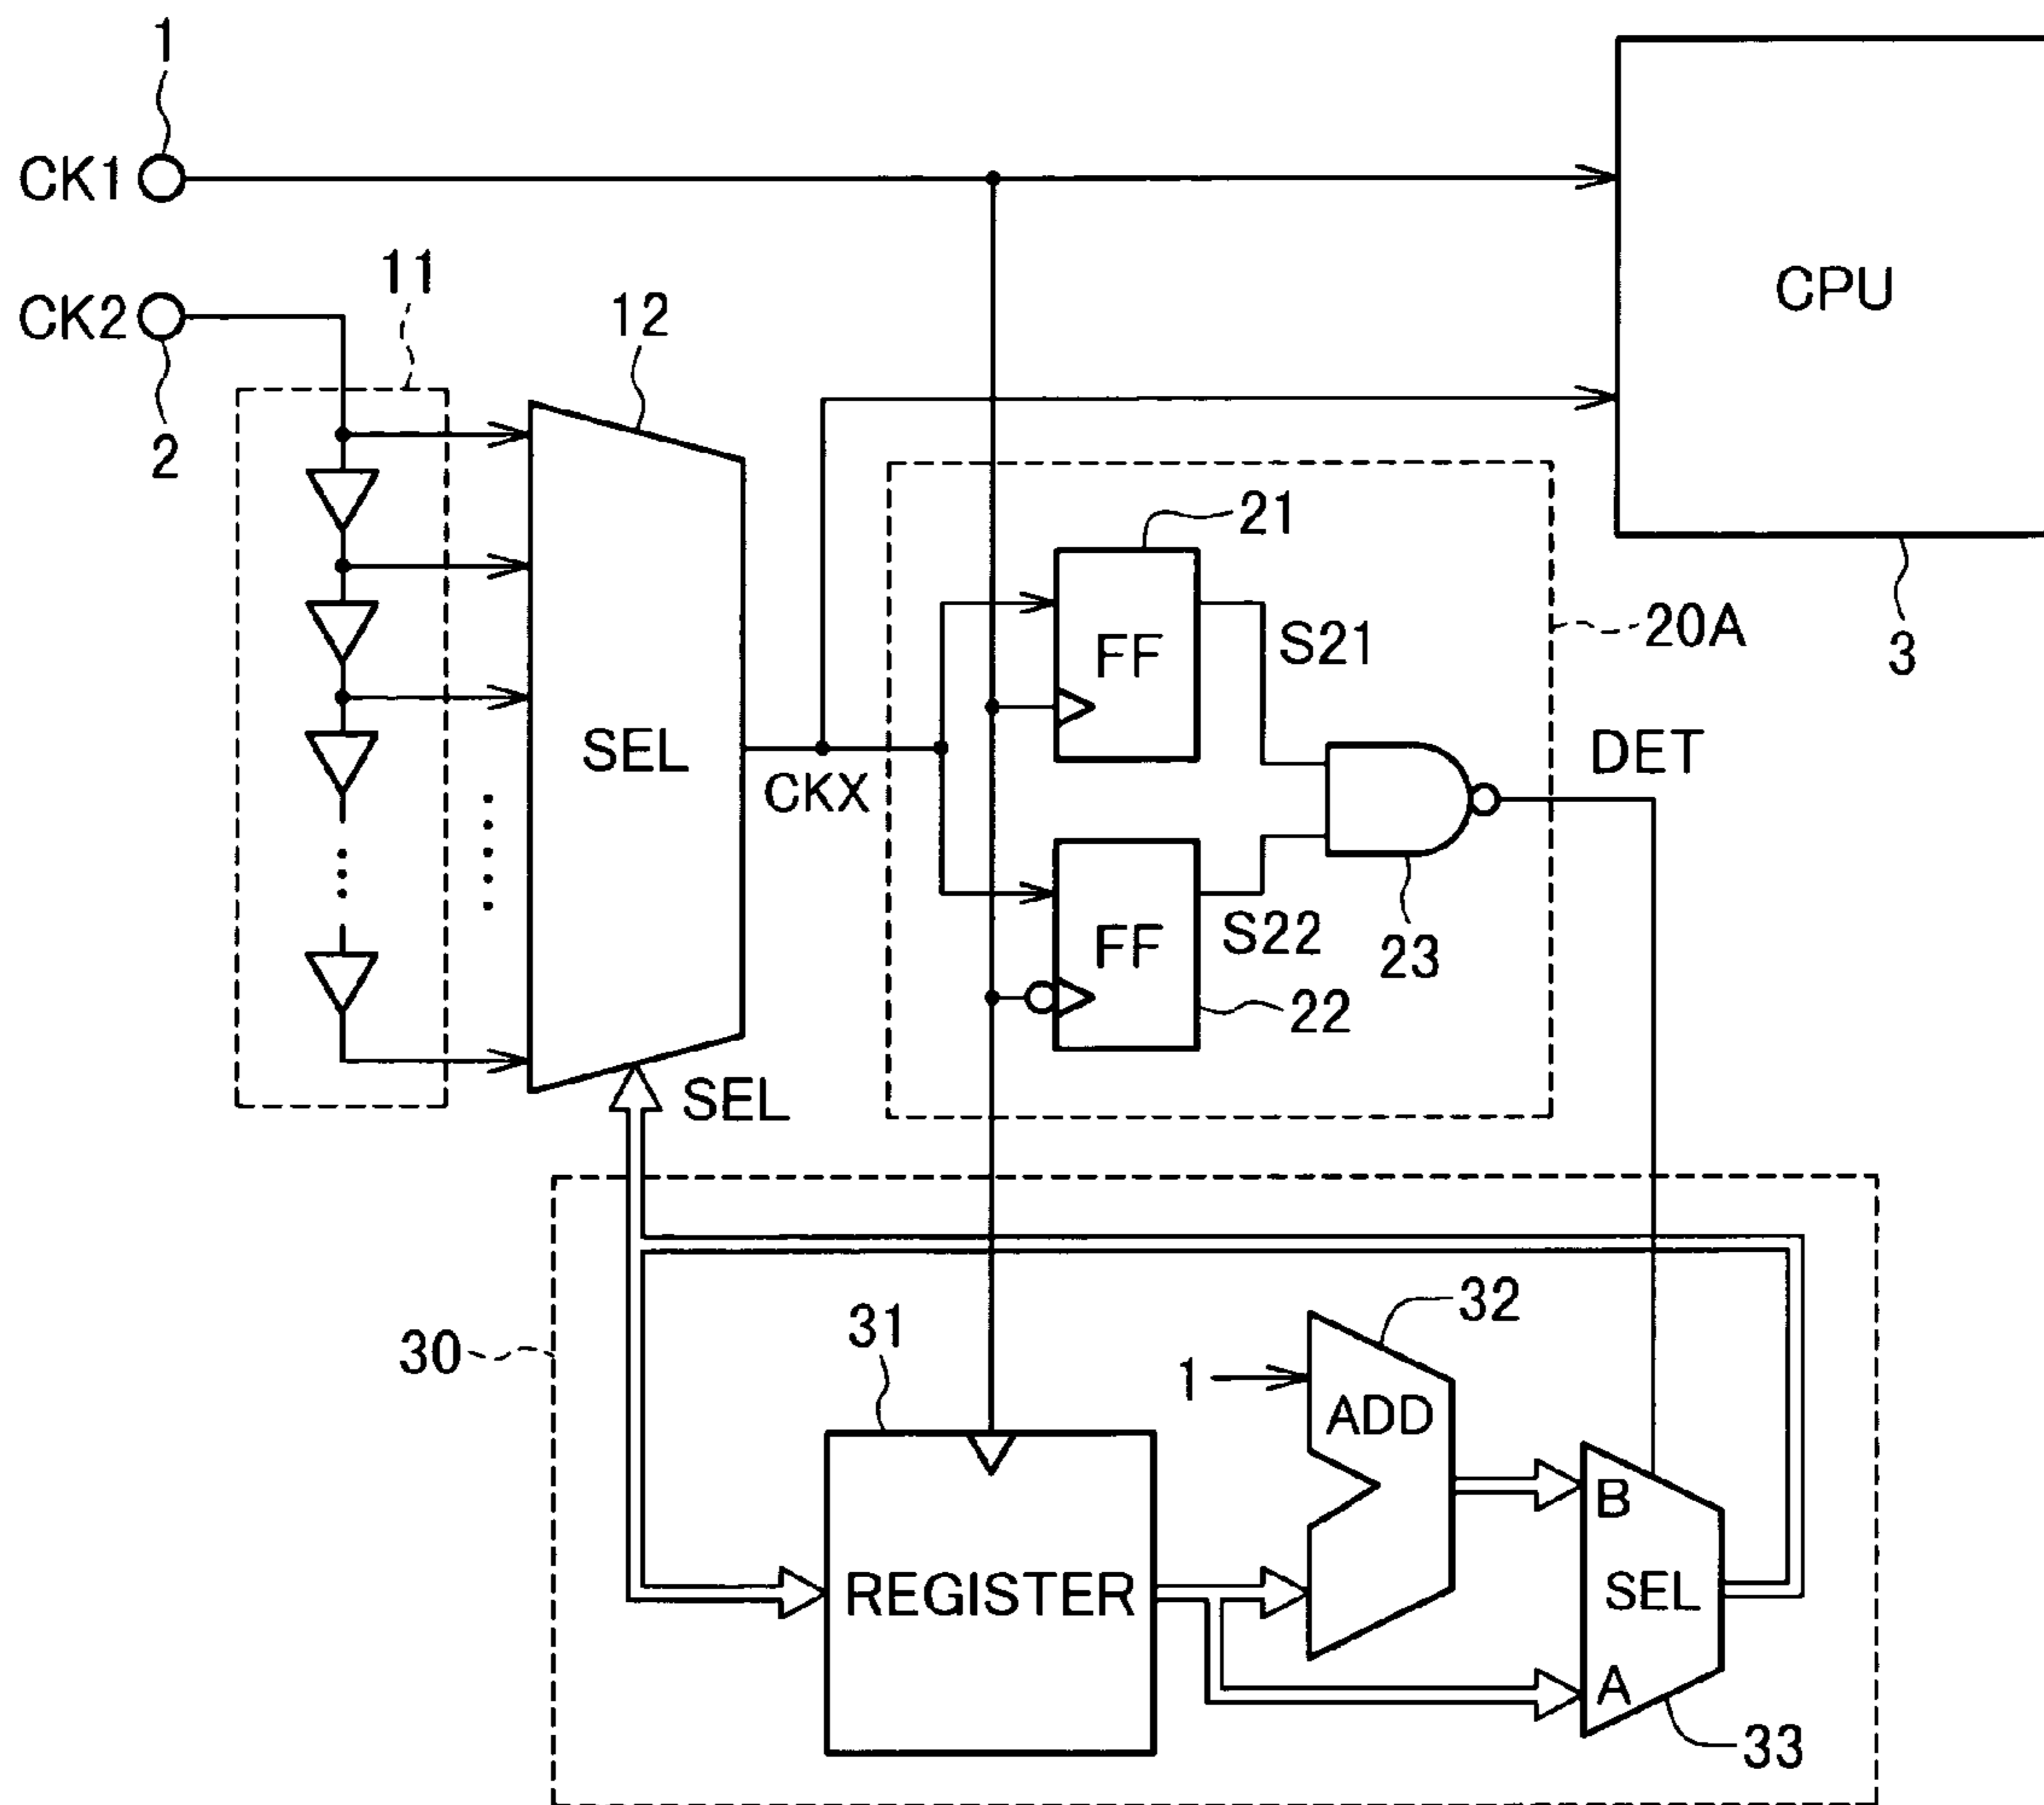 1
CK1
CPU
11
CK2
12
2
21
FF
S21
20A
3
SEL
CKX
DET
FF
S22
23
22
SEL
30
31
32
1
ADD
B
REGISTER
SEL
A
33